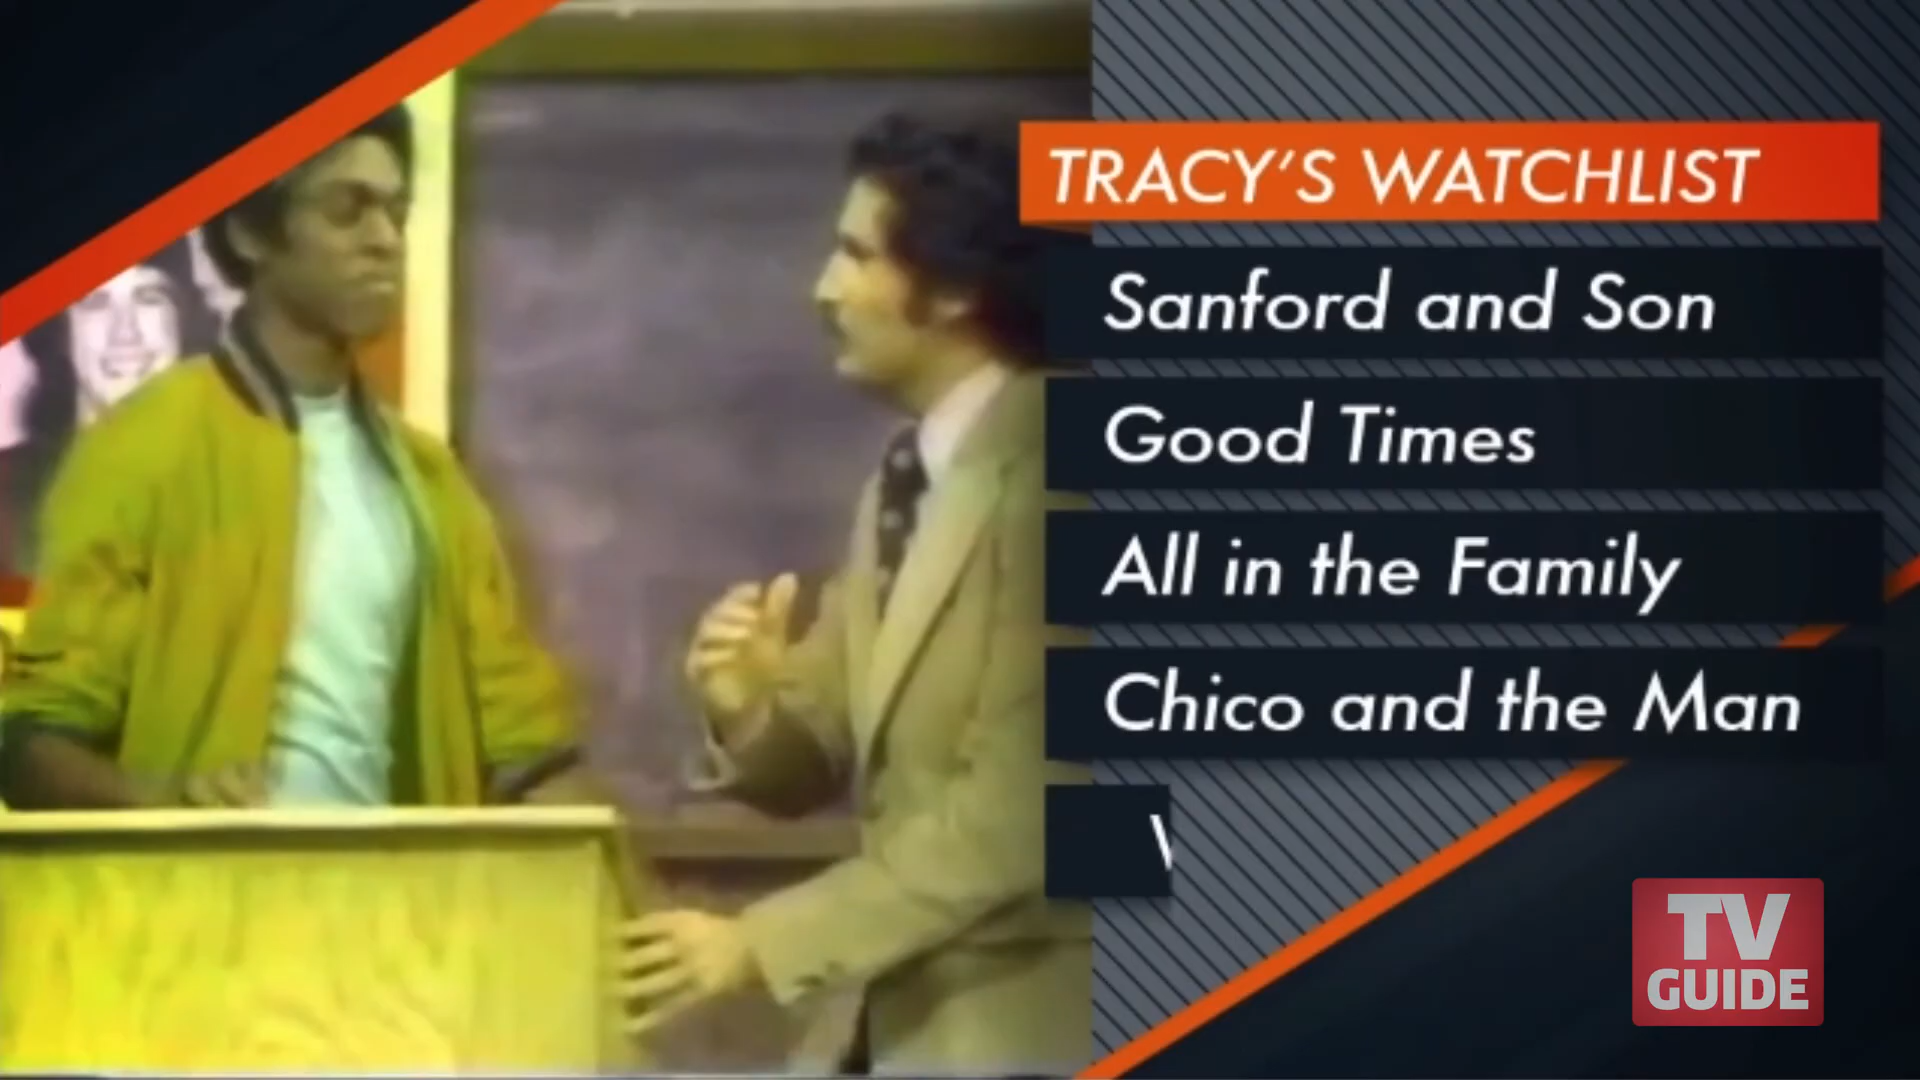 TRACY'S WATCHLIST
Sanford and Son
Good Times
All in the Family
Chico and the Man
TV
GUIDE